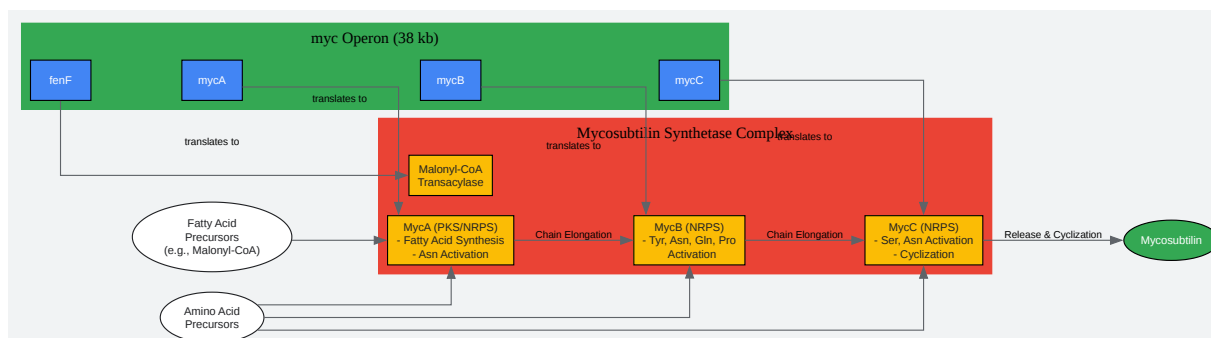 myc Operon (38 kb)
fenF
mycA
mycB
mycC
translates to
translates to
translates to
translates to
Mycosubtilin Synthetase Complex
Malonyl-CoA
Transacylase
Fatty Acid
Precursors
(e.g., Malonyl-CoA)
MycA (PKS/NRPS)
- Fatty Acid Synthesis
- Asn Activation
Chain Elongation
MycB (NRPS)
- Tyr, Asn, Gln, Pro
Activation
Chain Elongation
MycC (NRPS)
- Ser, Asn Activation
- Cyclization
Release & Cyclization
Mycosubtilin
Amino Acid
Precursors